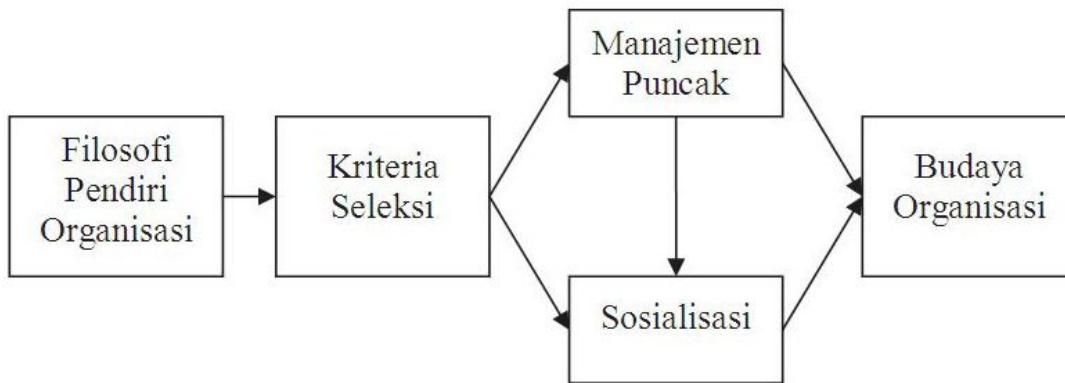 Filosofi
Pendiri
Organisasi
Kriteria
Seleksi
Manajemen
Puncak
Sosialisasi
Budaya
Organisasi